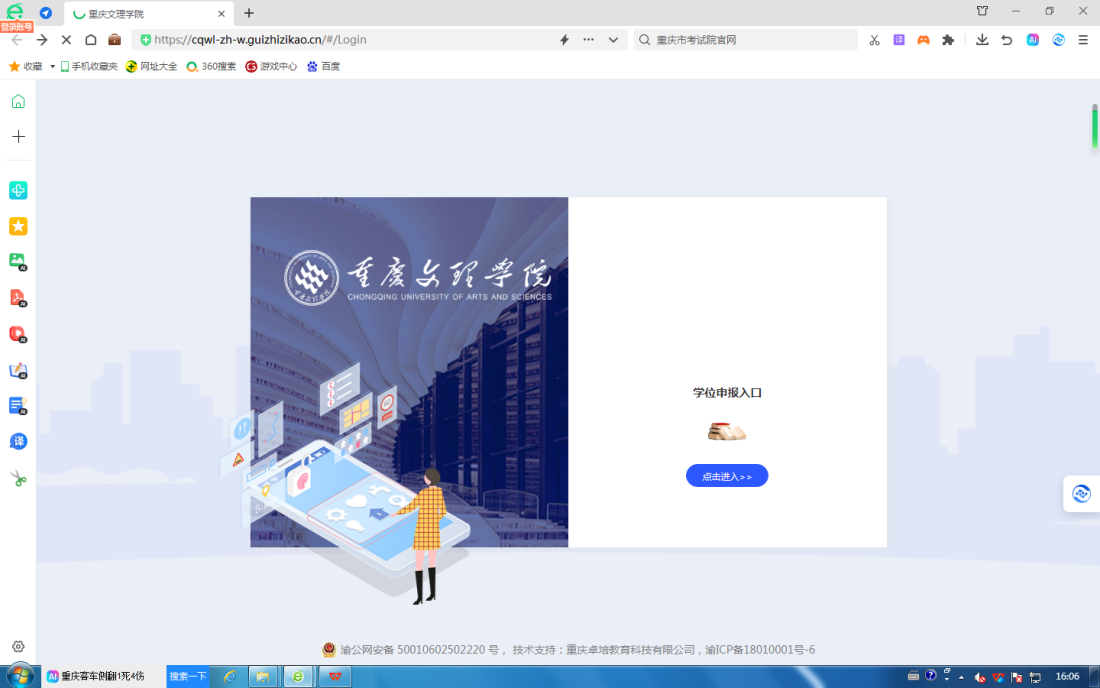 重庆文理学院
登录账号
https://cqwl-zh-w.guizhizikao.cn/#/Login
重庆市考试院官网
收藏 手机收藏夹 网址大全 360搜索 游戏中心 百度
重庆文理学院
CHONGQING UNIVERSITY OF ARTS AND SCIENCES
学位申报入口
点击进入>>
译
渝公网安备 50010602502220 号， 技术支持：重庆卓培教育科技有限公司，渝ICP备18010001号-6
重庆客车侧翻1死4伤 搜索一下
16:06